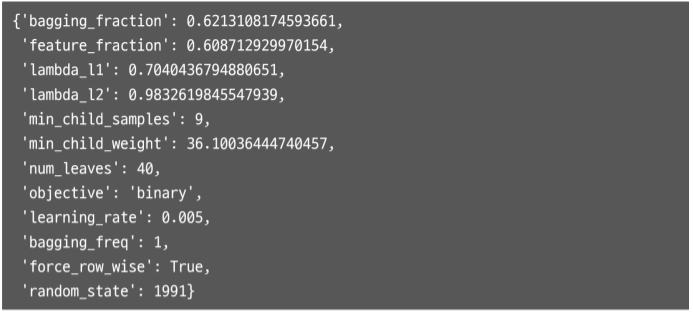 {'bagging_fraction': 0.6213108174593661,
'feature_fraction': 0.608712929970154,
'lambda_l1': 0.7040436794880651,
'lambda_l2': 0.9832619845547939,
'min_child_samples': 9,
'min_child_weight': 36.10036444740457,
'num_leaves': 40,
'objective': 'binary',
'learning_rate': 0.005,
'bagging_freq': 1,
'force_row_wise': True,
'random_state': 1991}